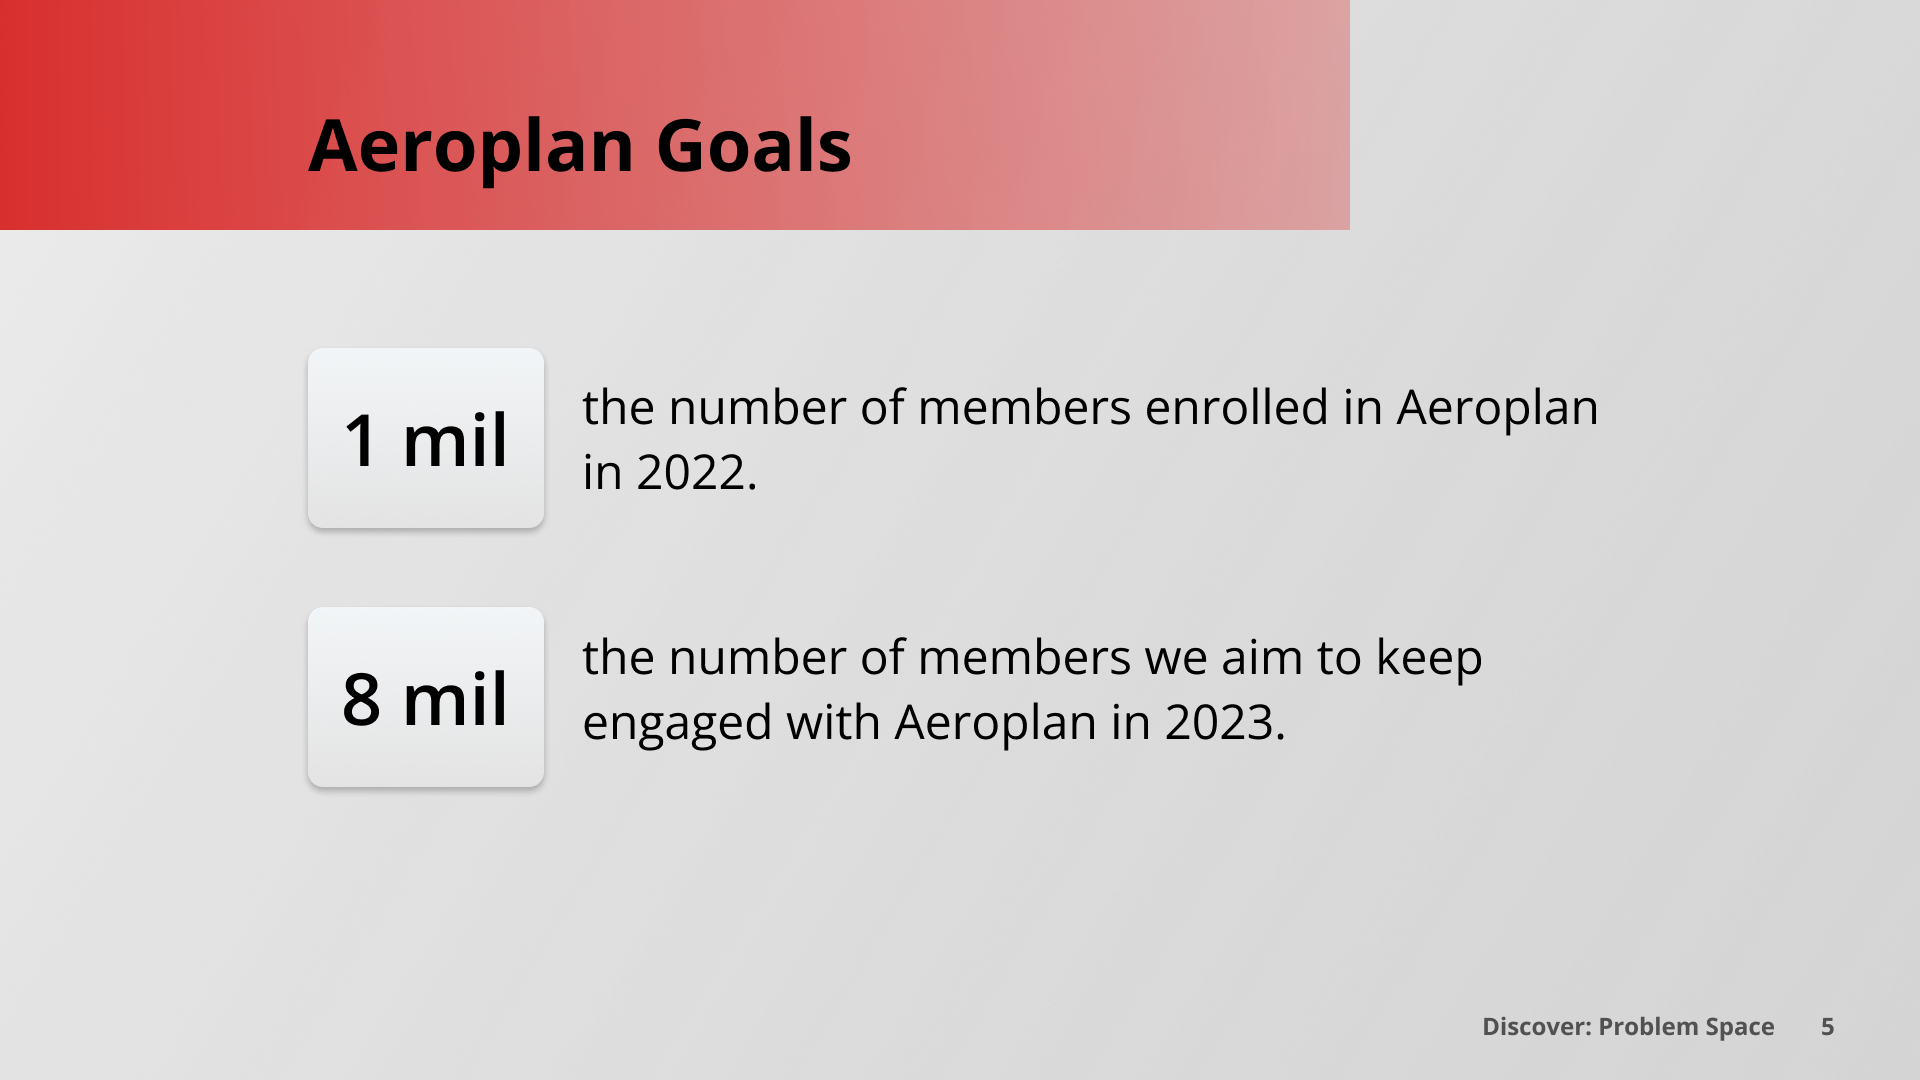 Aeroplan Goals
1 mil
the number of members enrolled in Aeroplan
in 2022.
8 mil
the number of members we aim to keep
engaged with Aeroplan in 2023.
Discover: Problem Space 5